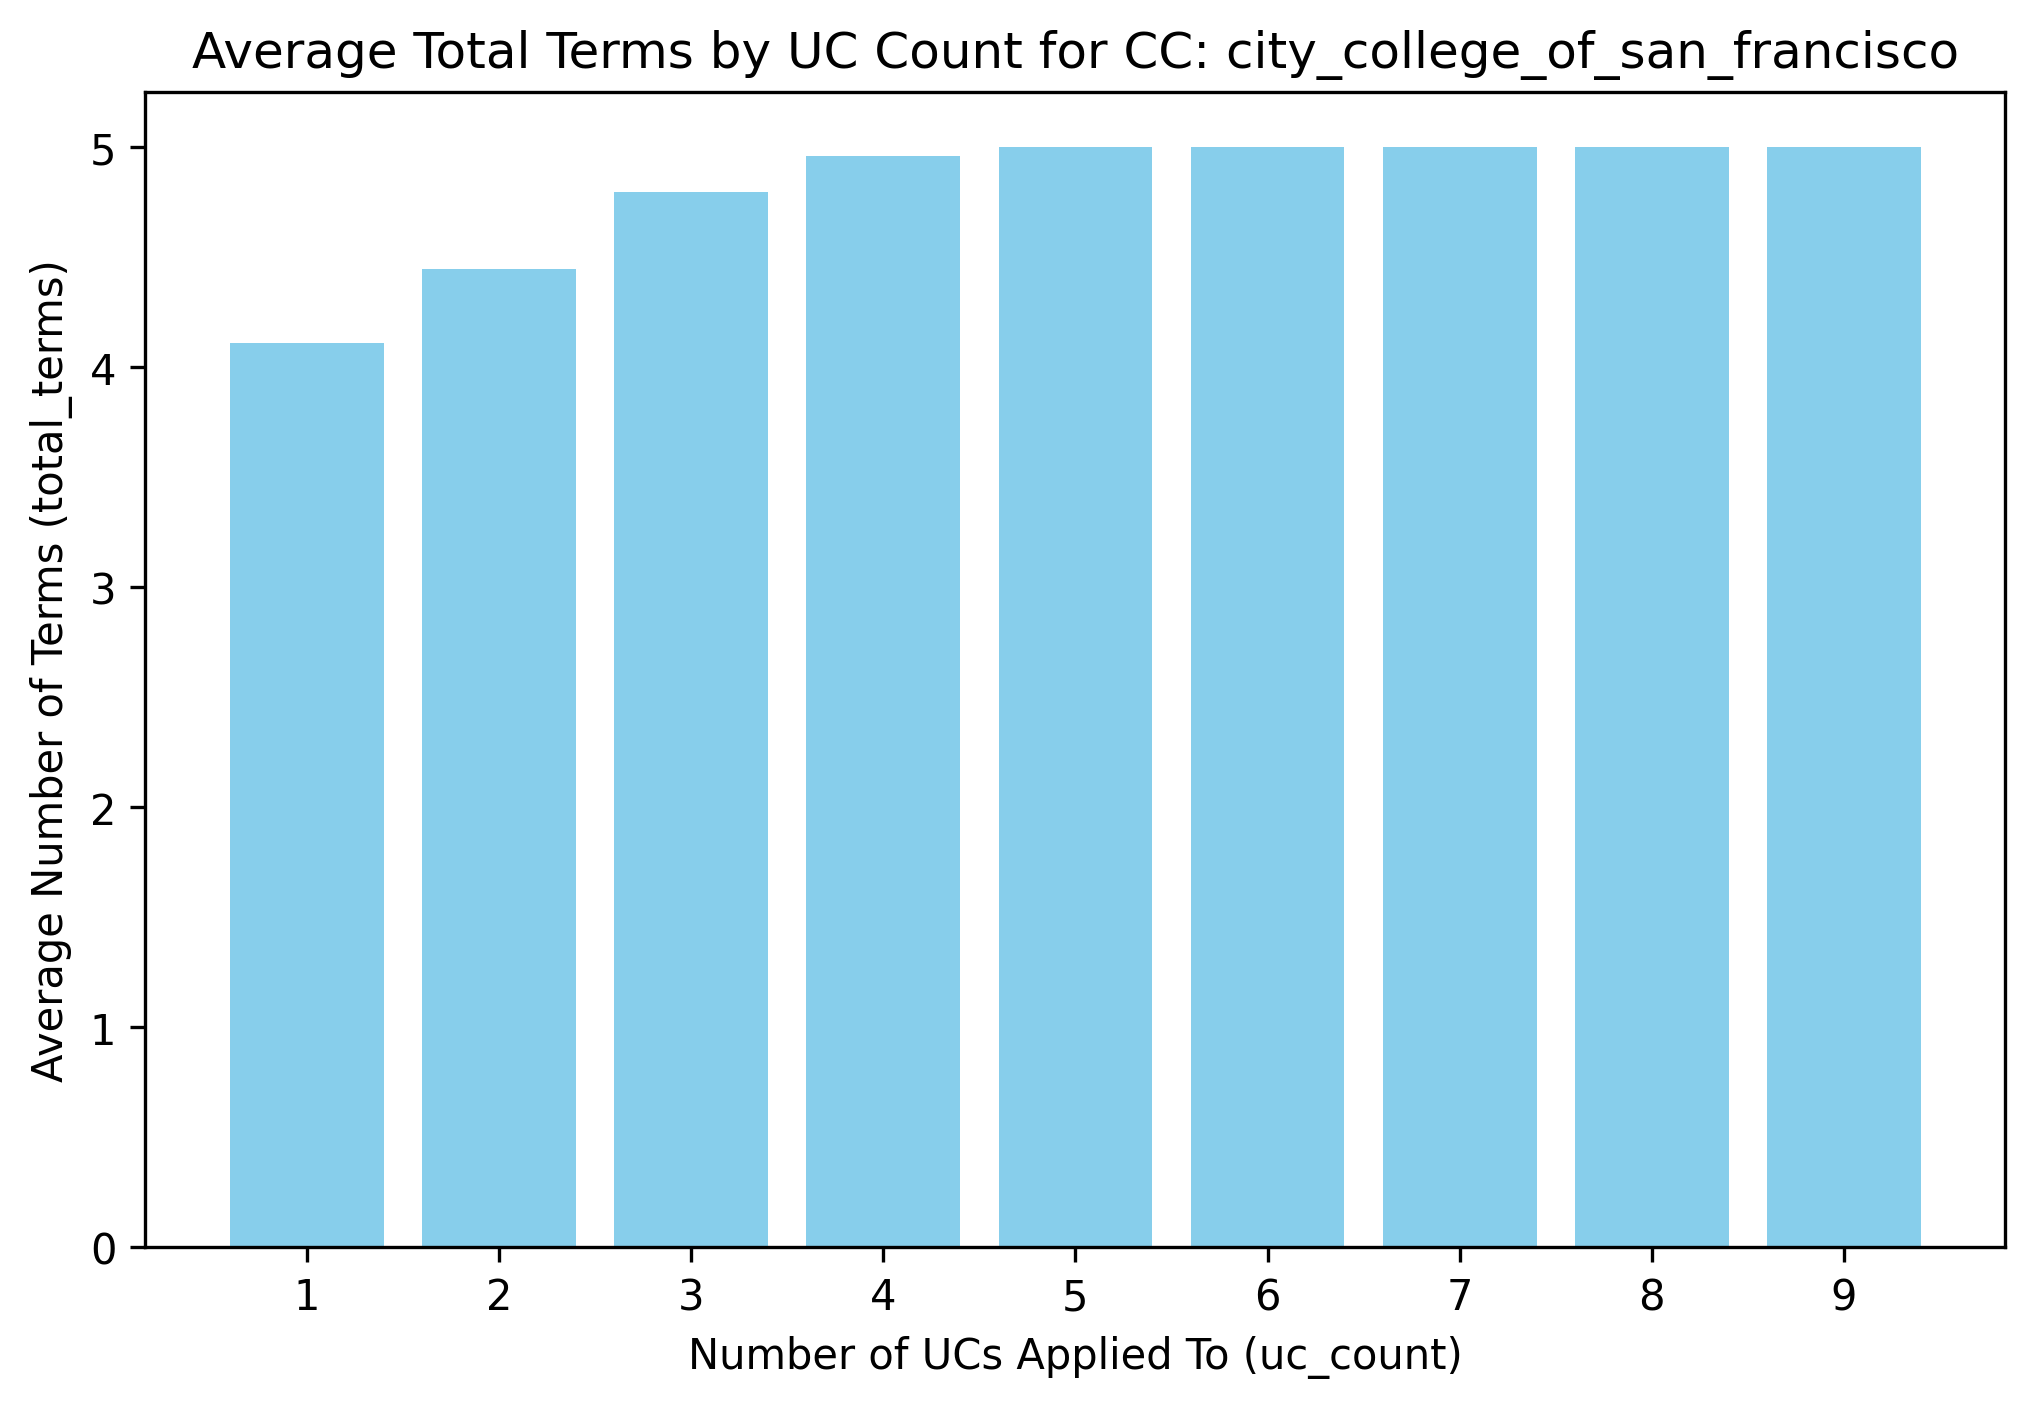 Average Total Terms by UC Count for CC: city_college_of_san_francisco
Average Number of Terms (total_terms)
5
4
3
2
1
0
1 2 3 4 5 6 7 8 9
Number of UCs Applied To (uc_count)